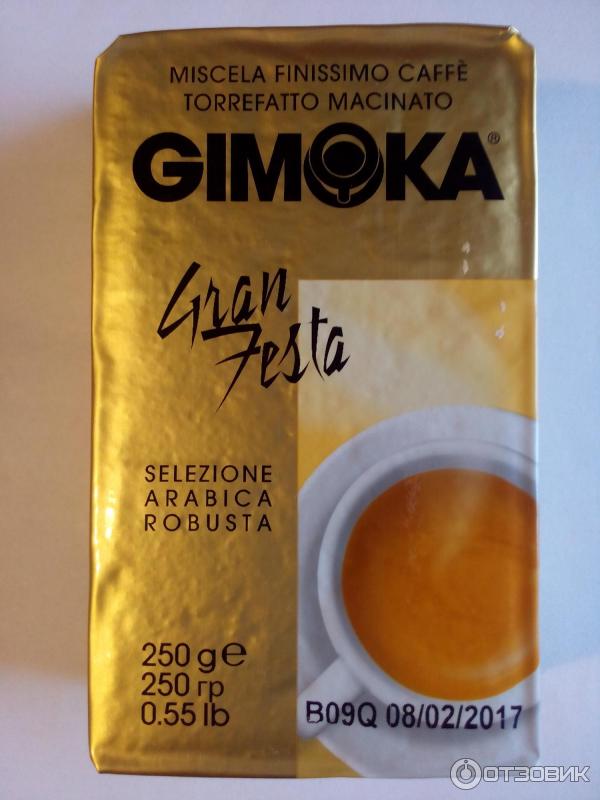 MISCELA FINISSIMO CAFFÈ
TORREFATTO MACINATO
GIMOKA®
Gran
Festa
SELEZIONE
ARABICA
ROBUSTA
250 g e
250 гр
0.55 lb
B09Q 08/02/2017
ОТЗОВИК